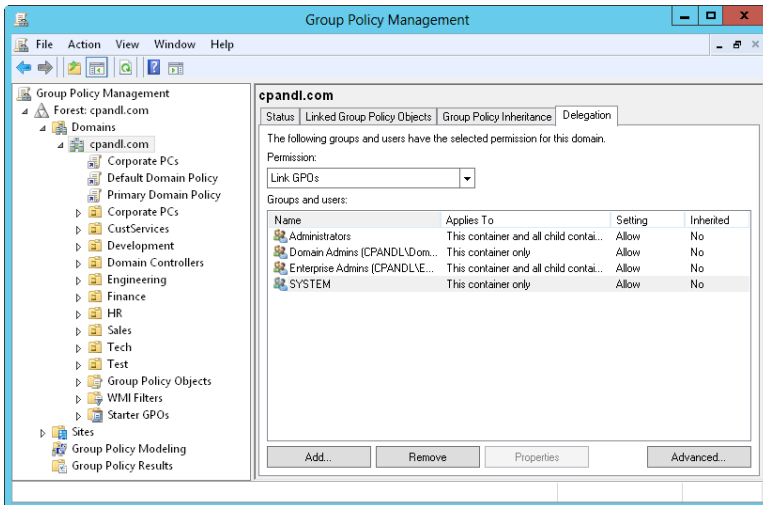 Group Policy Management
File Action View Window Help
Group Policy Management
Forest: cpandl.com
Domains
cpandl.com
Corporate PCs
Default Domain Policy
Primary Domain Policy
Corporate PCs
CustServices
Development
Domain Controllers
Engineering
Finance
HR
Sales
Tech
Test
Group Policy Objects
WMI Filters
Starter GPOs
Sites
Group Policy Modeling
Group Policy Results
cpandl.com
Status Linked Group Policy Objects Group Policy Inheritance Delegation
The following groups and users have the selected permission for this domain.
Permission:
Link GPOs
Groups and users:
Name Applies To Setting Inherited
Administrators This container and all child contai... Allow No
Domain Admins (CPANDL\Dom... This container only Allow No
Enterprise Admins (CPANDL\E... This container and all child contai... Allow No
SYSTEM This container only Allow No
Add... Remove Properties Advanced...